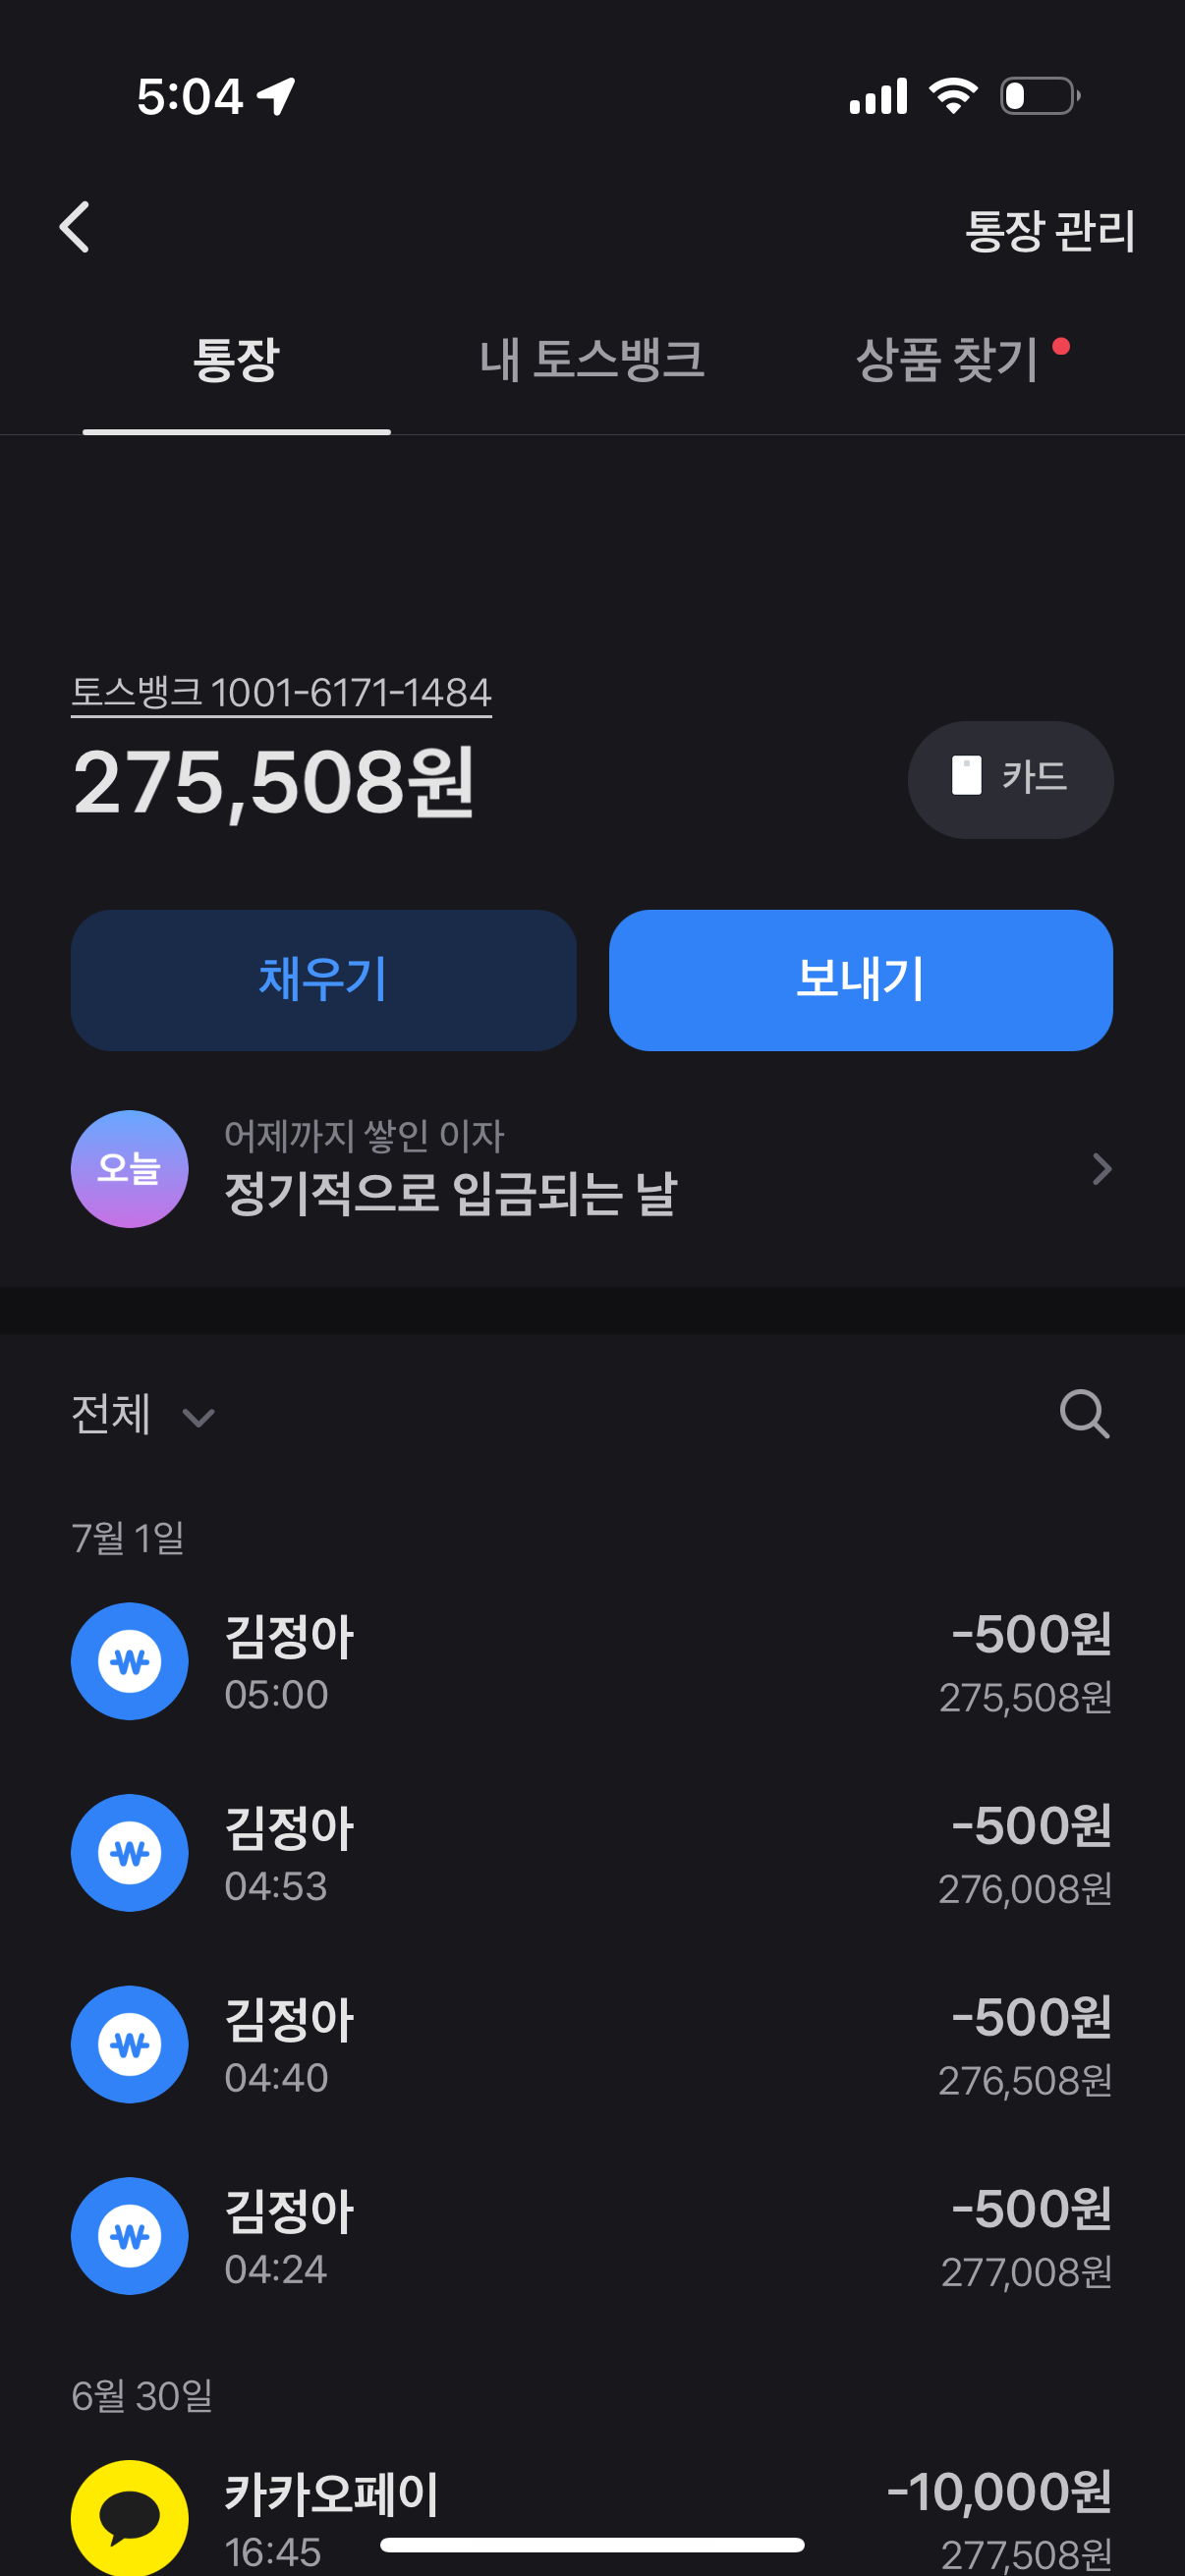 5:04
통장 관리
통장 내 토스뱅크 상품 찾기
토스뱅크 1001-6171-1484
275,508원
카드
채우기 보내기
오늘
어제까지 쌓인 이자
정기적으로 입금되는 날
전체
7월 1일
김정아 -500원
05:00 275,508원
김정아 -500원
04:53 276,008원
김정아 -500원
04:40 276,508원
김정아 -500원
04:24 277,008원
6월 30일
카카오페이 -10,000원
16:45 277,508원